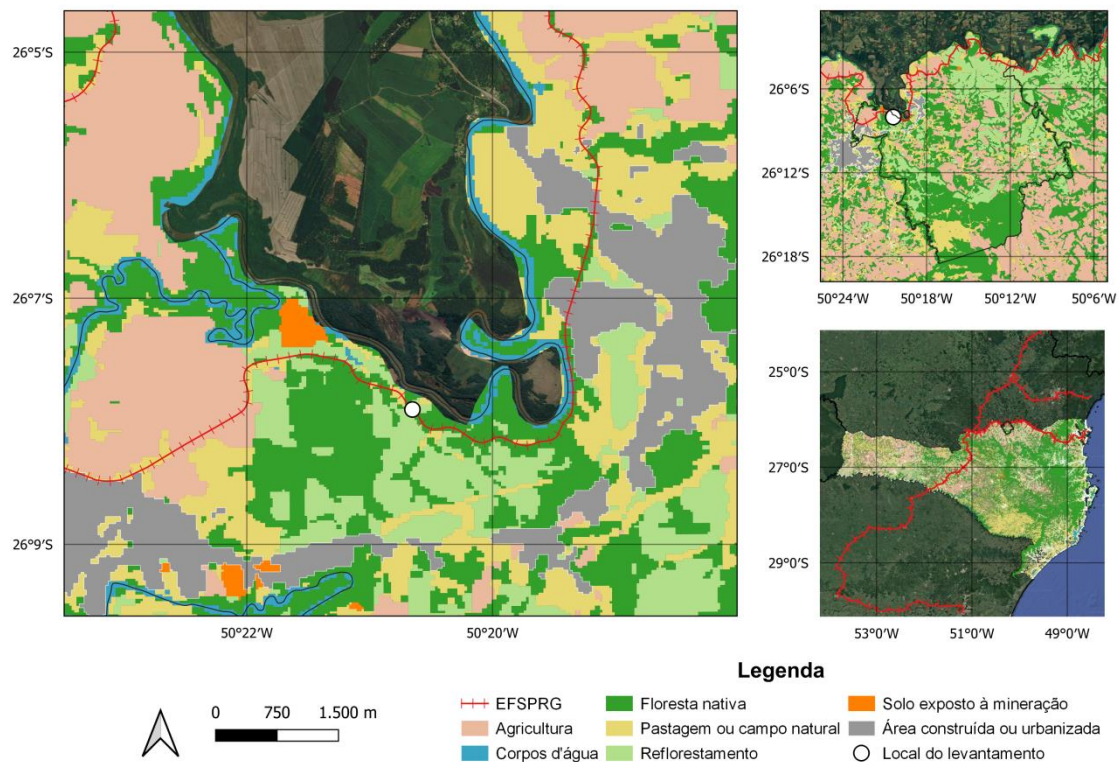 26°5'S
26°7'S
26°9'S
50°22'W
50°20'W
26°6'S
26°12'S
26°18'S
50°24'W
50°18'W
50°12'W
50°6'W
25°0'S
27°0'S
29°0'S
53°0'W
51°0'W
49°0'W
0 750 1.500 m
Legenda
EFSPRG
Agricultura
Corpos d'água
Floresta nativa
Pastagem ou campo natural
Reflorestamento
Solo exposto à mineração
Área construída ou urbanizada
Local do levantamento